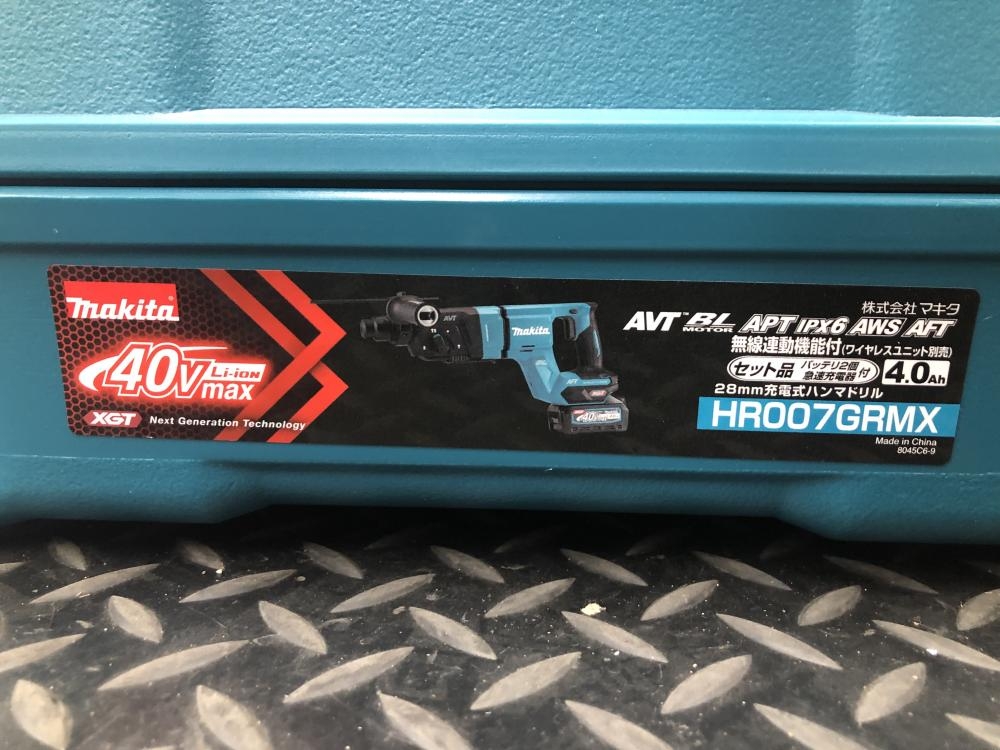 makita
40Vmax Li-ion
XGT Next Generation Technology
AVT
makita
AFT
40Vmax
株式会社 マキタ
AVT BL MOTOR APT IPX6 AWS AFT
無線連動機能付(ワイヤレスユニット別売)
セット品 バッテリ2個 急速充電器 付 4.0Ah
28mm充電式ハンマドリル
HR007GRMX
Made in China
8045C6-9